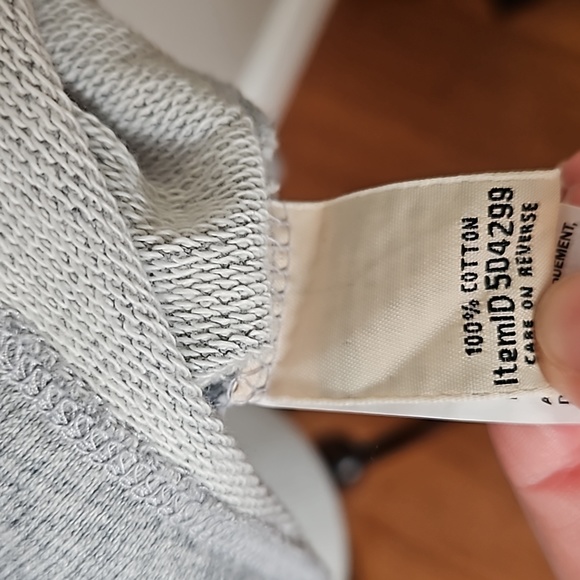 100% COTTON
ItemID 504299
CARE ON REVERSE